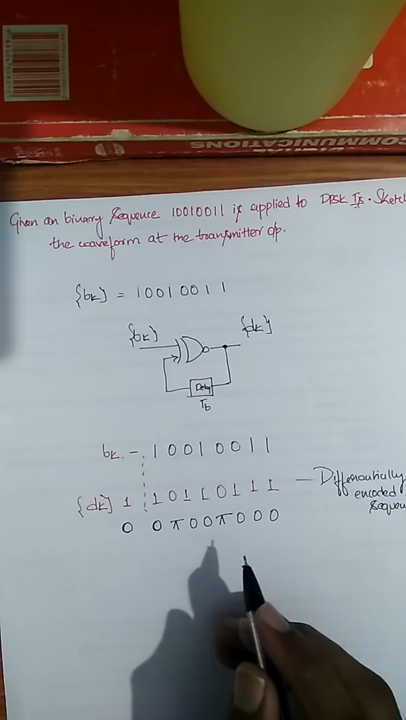 COMMUNICATIONS
Given an binary Sequence 10010011 is applied to DPSK Tx. Sketch
the waveform at the transmitter o/p.
{bk} = 10010011
{bk} {dk}
Delay
Tb
bk - 1 0 0 1 0 0 1 1
{dk} 1 1 0 1 1 0 1 1 1 — Differentially
encoded
sequen
0 0 π 0 0 π 0 0 0